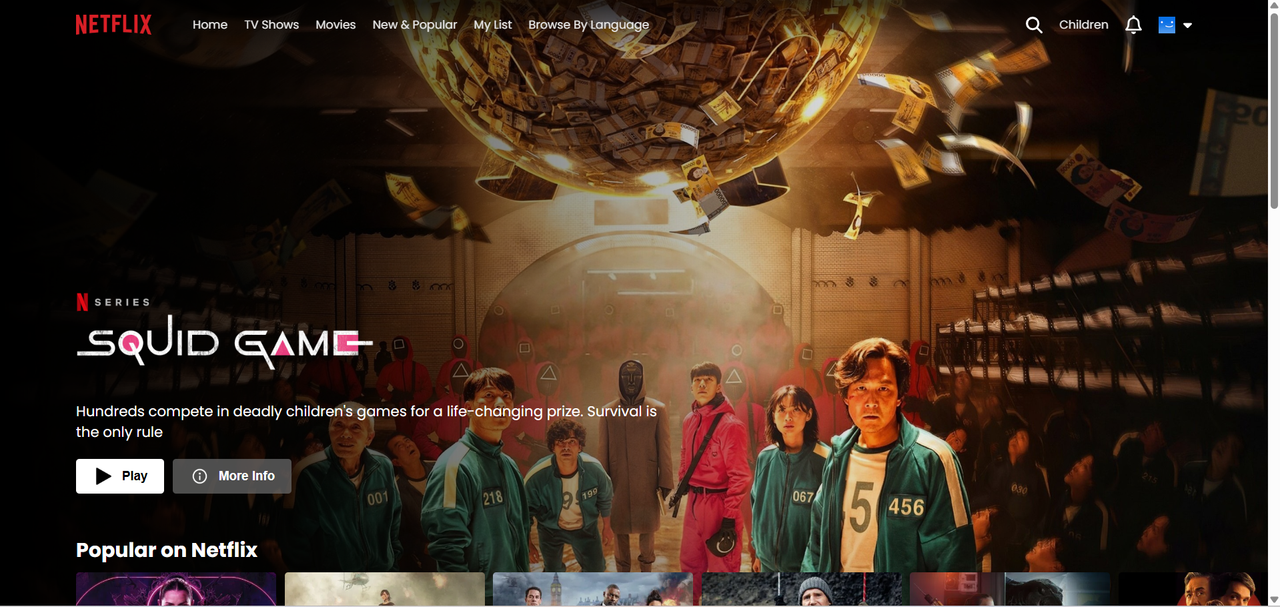 NETFLIX
Home TV Shows Movies New & Popular My List Browse By Language
Children
N SERIES
SQUID GAME
Hundreds compete in deadly children's games for a life-changing prize. Survival is
the only rule
Play More Info
001
218
199
067
456
Popular on Netflix